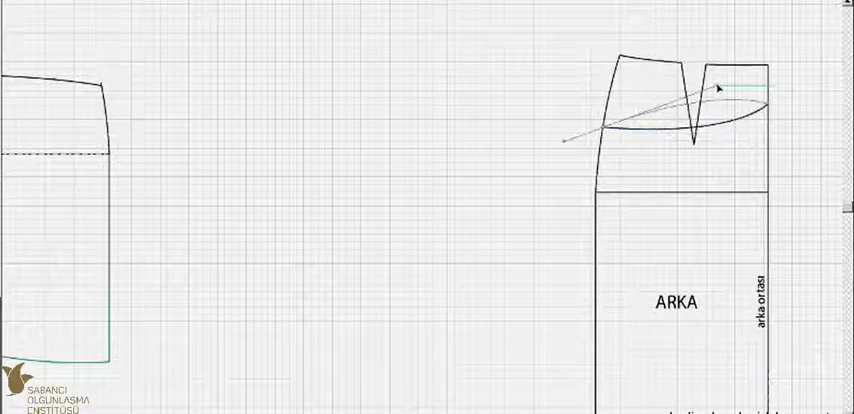 ARKA
arka ortası
SABANCI
OLGUNLAŞMA
ENSTİTÜSÜ